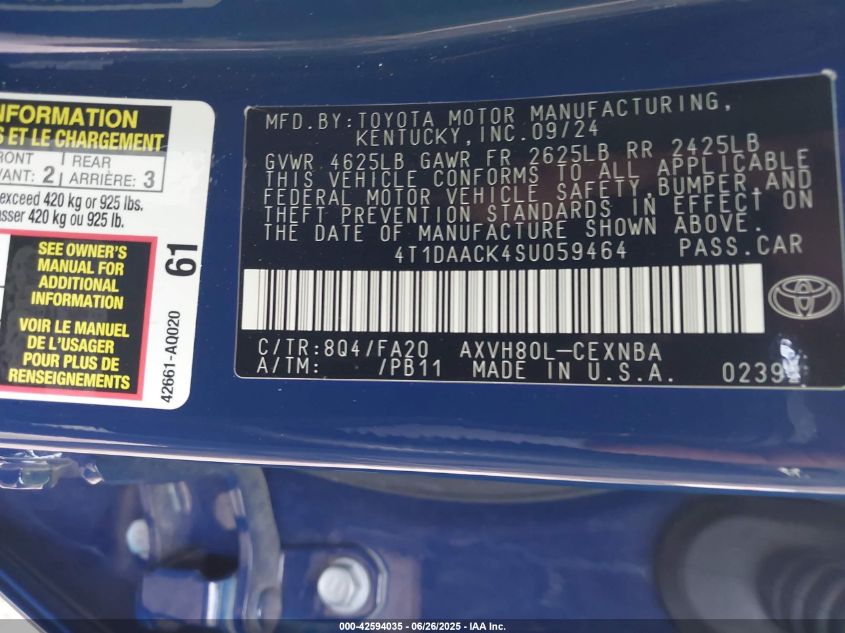 INFORMATION
S ET LE CHARGEMENT
FRONT REAR
VANT: 2 ARRIÈRE: 3
exceed 420 kg or 925 lbs.
asser 420 kg ou 925 lb.
SEE OWNER'S
MANUAL FOR
ADDITIONAL
INFORMATION
VOIR LE MANUEL
DE L'USAGER
POUR PLUS DE
RENSEIGNEMENTS
61
42661-AQ020
MFD.BY:TOYOTA MOTOR MANUFACTURING,
KENTUCKY,INC.09/24
GVWR 4625LB GAWR FR 2625LB RR 2425LB
THIS VEHICLE CONFORMS TO ALL APPLICABLE
FEDERAL MOTOR VEHICLE SAFETY,BUMPER,AND
THEFT PREVENTION STANDARDS IN EFFECT ON
THE DATE OF MANUFACTURE SHOWN ABOVE.
4T1DAACK4SU059464 PASS.CAR
C/TR:8Q4/FA20 AXVH80L-CEXNBA
A/TM: /PB11 MADE IN U.S.A. 0239
000-42594035 - 06/26/2025 - IAA Inc.